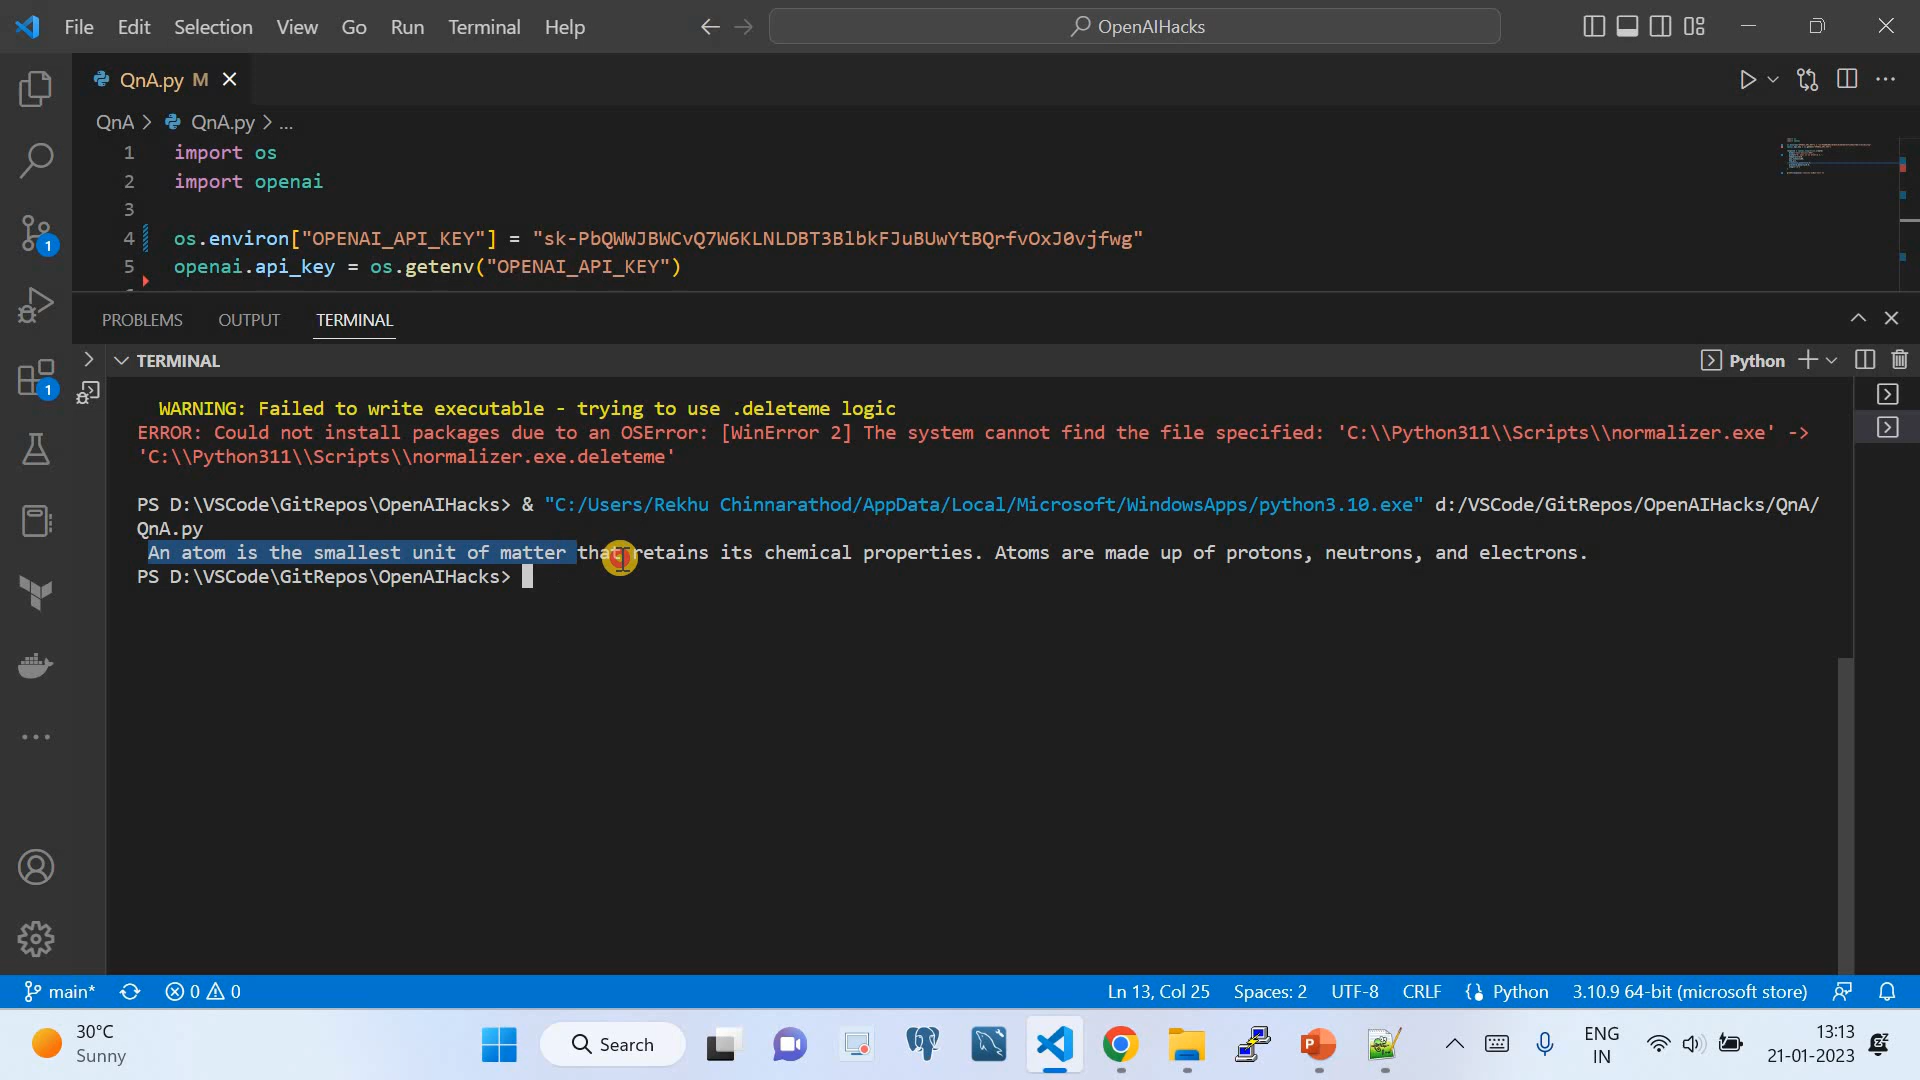 File Edit Selection View Go Run Terminal Help
OpenAIHacks
QnA.py M
QnA > QnA.py > ...
1 import os
2 import openai
3
4 os.environ["OPENAI_API_KEY"] = "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"
5 openai.api_key = os.getenv("OPENAI_API_KEY")
PROBLEMS OUTPUT TERMINAL
TERMINAL
Python
WARNING: Failed to write executable - trying to use .deleteme logic
ERROR: Could not install packages due to an OSError: [WinError 2] The system cannot find the file specified: 'C:\\Python311\\Scripts\\normalizer.exe' ->
'C:\\Python311\\Scripts\\normalizer.exe.deleteme'
PS D:\VSCode\GitRepos\OpenAIHacks> & "C:/Users/Rekhu Chinnarathod/AppData/Local/Microsoft/WindowsApps/python3.10.exe" d:/VSCode/GitRepos/OpenAIHacks/QnA/
QnA.py
An atom is the smallest unit of matter that retains its chemical properties. Atoms are made up of protons, neutrons, and electrons.
PS D:\VSCode\GitRepos\OpenAIHacks>
1
1
main* 0 0 Ln 13, Col 25 Spaces: 2 UTF-8 CRLF Python 3.10.9 64-bit (microsoft store)
30°C
Sunny
Search
ENG
IN
13:13
21-01-2023